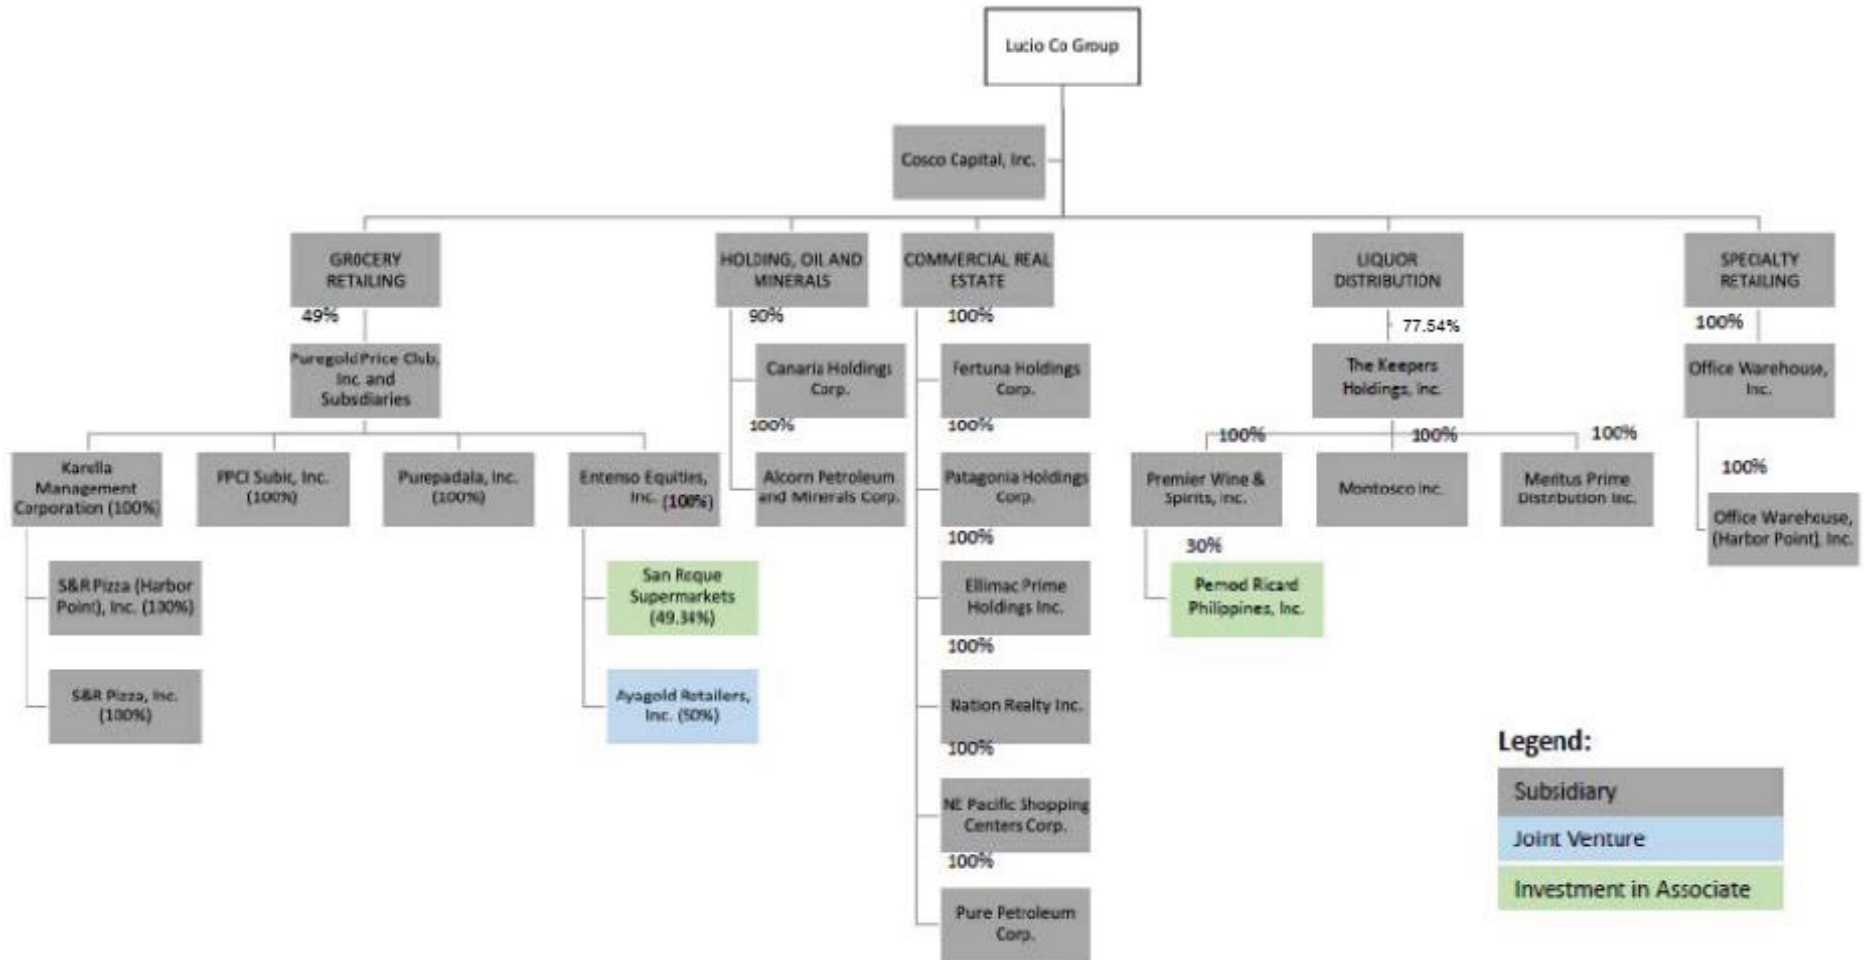 Lucio Co Group
Cosco Capital, Inc.
GROCERY
RETAILING
HOLDING, OIL AND
MINERALS
COMMERCIAL REAL
ESTATE
LIQUOR
DISTRIBUTION
SPECIALTY
RETAILING
49%
90%
100%
77.54%
100%
Puregold Price Club,
Inc. and
Subsdiaries
Canaria Holdings
Corp.
Fertuna Holdings
Corp.
The Keepers
Holdings, Inc.
Office Warehouse,
Inc.
100%
100%
100%
100%
100%
100%
Karella
Management
Corporation (100%)
PPCI Subic, Inc.
(100%)
Purepadala, Inc.
(100%)
Entenso Equities,
Inc. (100%)
Alcorn Petroleum
and Minerals Corp.
Patagonia Holdings
Corp.
Premier Wine &
Spirits, Inc.
Montosco Inc.
Meritus Prime
Distribution Inc.
Office Warehouse,
(Harbor Point), Inc.
100%
30%
S&R Pizza (Harbor
Point), Inc. (100%)
San Roque
Supermarkets
(49.34%)
Ellimac Prime
Holdings Inc.
Pernod Ricard
Philippines, Inc.
100%
S&R Pizza, Inc.
(100%)
Ayagold Retailers,
Inc. (50%)
Nation Realty Inc.
100%
NE Pacific Shopping
Centers Corp.
100%
Pure Petroleum
Corp.
Legend:
Subsidiary
Joint Venture
Investment in Associate